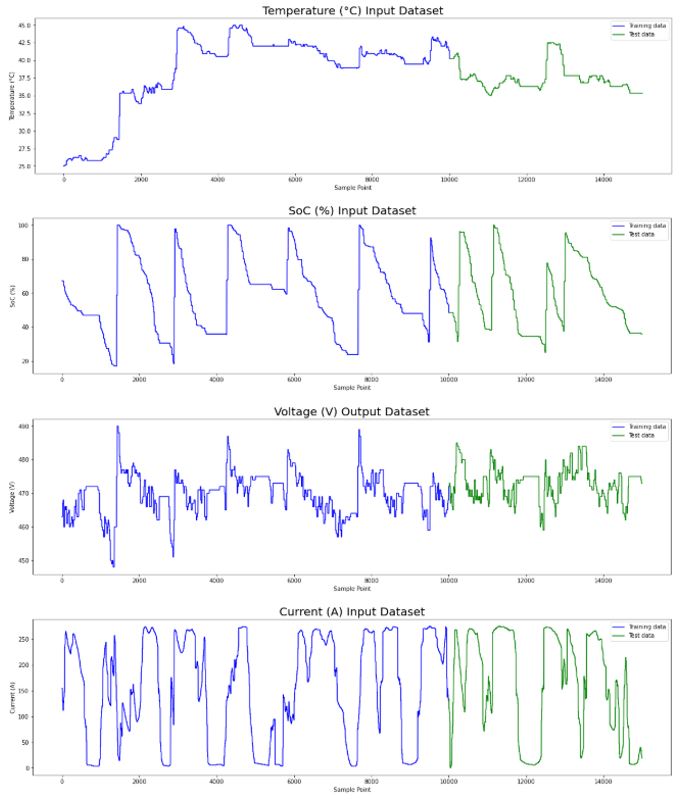 Temperature (°C) Input Dataset
Training data
Test data
45.0
42.5
40.0
37.5
35.0
32.5
30.0
27.5
25.0
Temperature (°C)
0 2000 4000 6000 8000 10000 12000 14000
Sample Point
SoC (%) Input Dataset
Training data
Test data
100
80
60
40
20
SoC (%)
0 2000 4000 6000 8000 10000 12000 14000
Sample Point
Voltage (V) Output Dataset
Training data
Test data
490
480
470
460
450
Voltage (V)
0 2000 4000 6000 8000 10000 12000 14000
Sample Point
Current (A) Input Dataset
Training data
Test data
250
200
150
100
50
0
Current (A)
0 2000 4000 6000 8000 10000 12000 14000
Sample Point